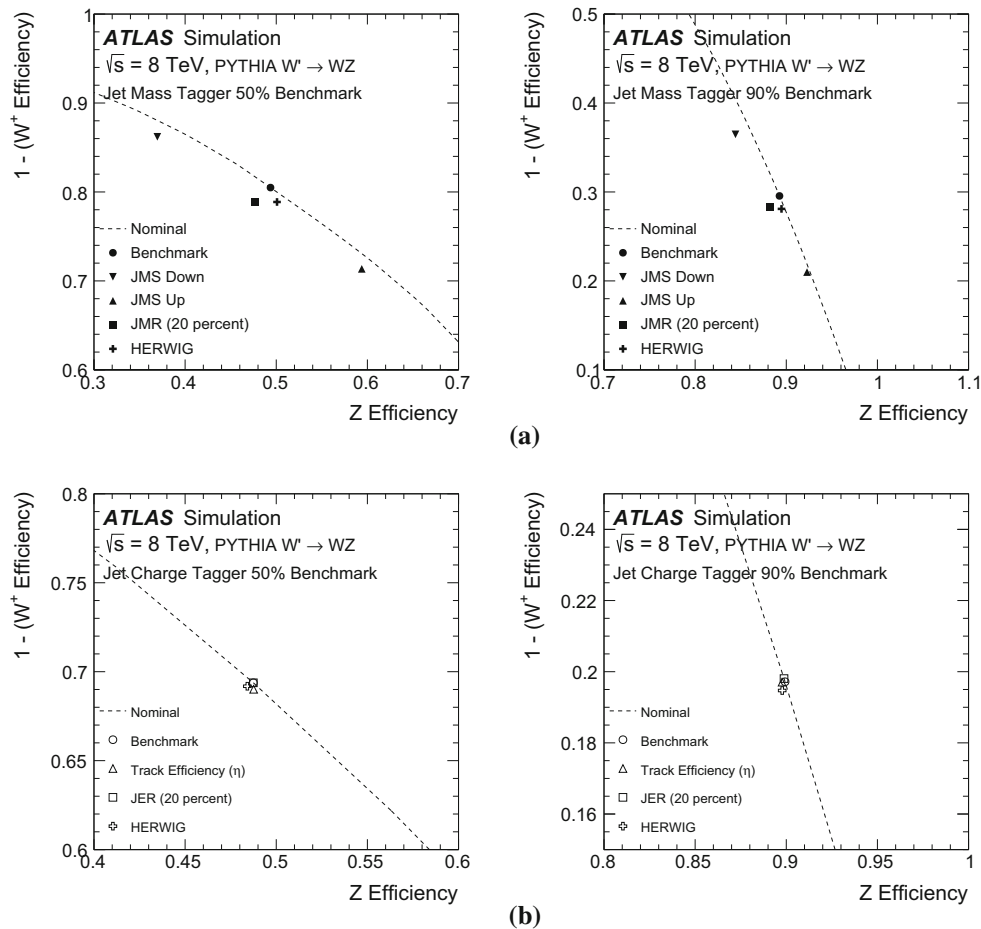 ATLAS Simulation
√s = 8 TeV, PYTHIA W' → WZ
Jet Mass Tagger 50% Benchmark
1 - (W+ Efficiency)
1
0.9
0.8
0.7
0.6
Nominal
Benchmark
JMS Down
JMS Up
JMR (20 percent)
HERWIG
0.3 0.4 0.5 0.6 0.7
Z Efficiency
ATLAS Simulation
√s = 8 TeV, PYTHIA W' → WZ
Jet Mass Tagger 90% Benchmark
1 - (W+ Efficiency)
0.5
0.4
0.3
0.2
0.1
Nominal
Benchmark
JMS Down
JMS Up
JMR (20 percent)
HERWIG
0.7 0.8 0.9 1 1.1
Z Efficiency
(a)
ATLAS Simulation
√s = 8 TeV, PYTHIA W' → WZ
Jet Charge Tagger 50% Benchmark
1 - (W+ Efficiency)
0.8
0.75
0.7
0.65
0.6
Nominal
Benchmark
Track Efficiency (η)
JER (20 percent)
HERWIG
0.4 0.45 0.5 0.55 0.6
Z Efficiency
ATLAS Simulation
√s = 8 TeV, PYTHIA W' → WZ
Jet Charge Tagger 90% Benchmark
1 - (W+ Efficiency)
0.24
0.22
0.2
0.18
0.16
Nominal
Benchmark
Track Efficiency (η)
JER (20 percent)
HERWIG
0.8 0.85 0.9 0.95 1
Z Efficiency
(b)